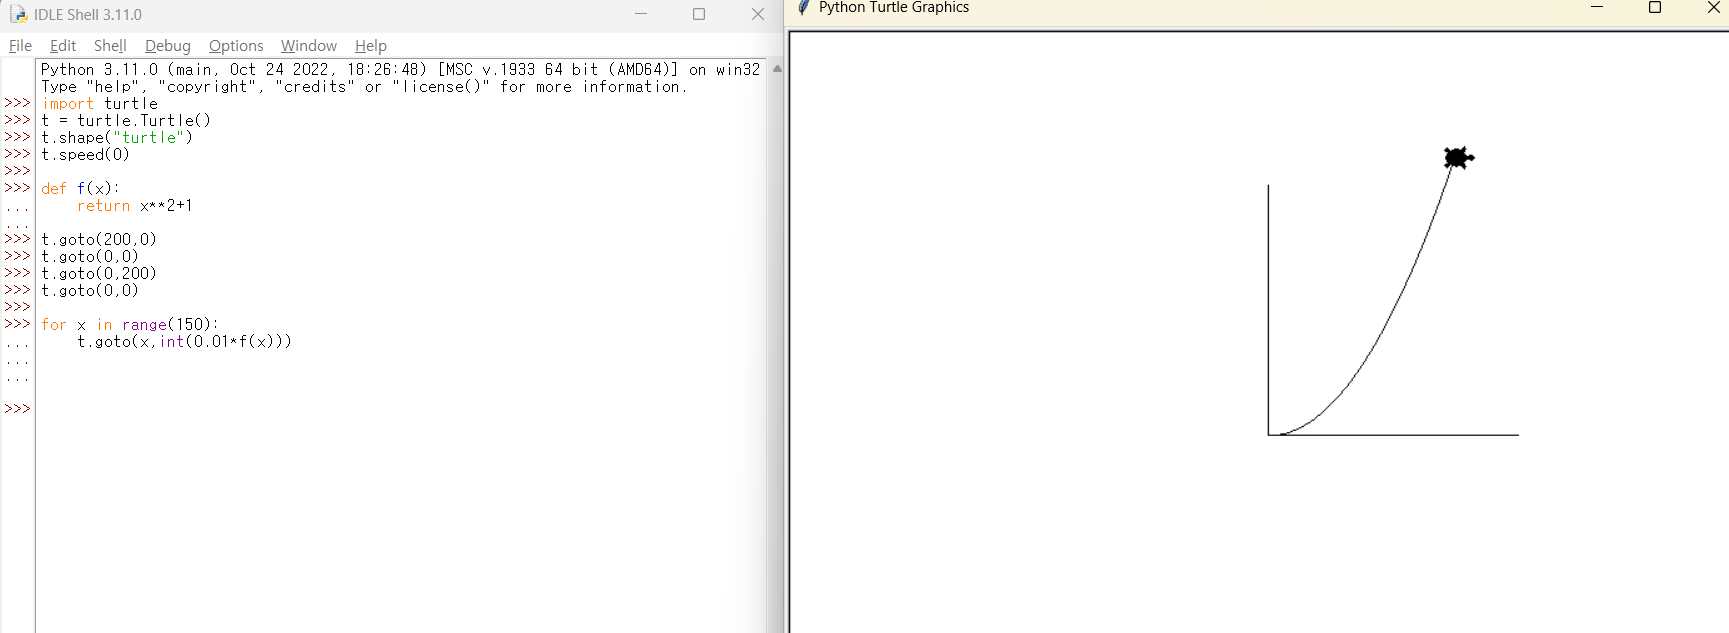 IDLE Shell 3.11.0
File Edit Shell Debug Options Window Help
Python 3.11.0 (main, Oct 24 2022, 18:26:48) [MSC v.1933 64 bit (AMD64)] on win32
Type "help", "copyright", "credits" or "license()" for more information.
>>> import turtle
>>> t = turtle.Turtle()
>>> t.shape("turtle")
>>> t.speed(0)
>>>
>>> def f(x):
...     return x**2+1
...
>>> t.goto(200,0)
>>> t.goto(0,0)
>>> t.goto(0,200)
>>> t.goto(0,0)
>>>
>>> for x in range(150):
...     t.goto(x,int(0.01*f(x)))
...
...
>>>
Python Turtle Graphics